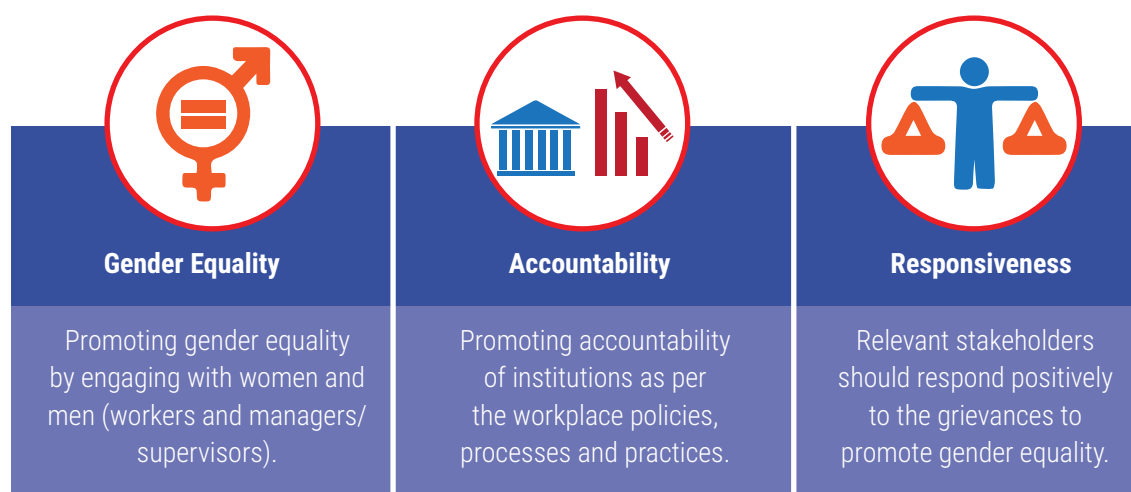 Gender Equality
Promoting gender equality
by engaging with women and
men (workers and managers/
supervisors).
Accountability
Promoting accountability
of institutions as per
the workplace policies,
processes and practices.
Responsiveness
Relevant stakeholders
should respond positively
to the grievances to
promote gender equality.